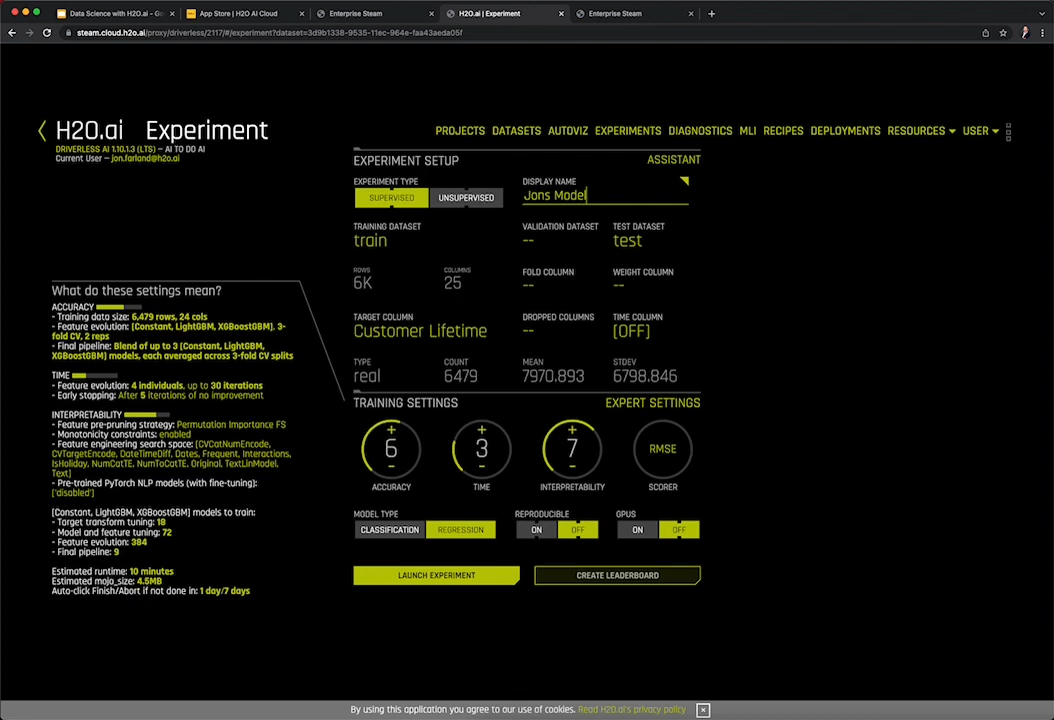 Data Science with H2O.ai - Go
App Store | H2O AI Cloud
Enterprise Steam
H2O.ai | Experiment
Enterprise Steam
steam.cloud.h2o.ai/proxy/driverless/2117/#/experiment?dataset=3d9b1338-9535-11ec-964e-faa43aeda05f
H2O.ai Experiment
DRIVERLESS AI 1.10.1.3 (LTS) – AI TO DO AI
Current User – jon.farland@h2o.ai
PROJECTS DATASETS AUTOVIZ EXPERIMENTS DIAGNOSTICS MLI RECIPES DEPLOYMENTS RESOURCES USER
EXPERIMENT SETUP
ASSISTANT
EXPERIMENT TYPE
SUPERVISED UNSUPERVISED
DISPLAY NAME
Jons Model
TRAINING DATASET
train
VALIDATION DATASET
--
TEST DATASET
test
ROWS
6K
COLUMNS
25
FOLD COLUMN
--
WEIGHT COLUMN
--
TARGET COLUMN
Customer Lifetime
DROPPED COLUMNS
--
TIME COLUMN
[OFF]
TYPE
real
COUNT
6479
MEAN
7970.893
STDEV
6798.846
What do these settings mean?
ACCURACY
- Training data size: 6,479 rows, 24 cols
- Feature evolution: [Constant, LightGBM, XGBoostGBM], 3-
fold CV, 2 reps
- Final pipeline: Blend of up to 3 [Constant, LightGBM,
XGBoostGBM] models, each averaged across 3-fold CV splits
TIME
- Feature evolution: 4 individuals, up to 30 iterations
- Early stopping: After 5 iterations of no improvement
INTERPRETABILITY
- Feature pre-pruning strategy: Permutation Importance FS
- Monotonicity constraints: enabled
- Feature engineering search space: [CVCatNumEncode,
CVTargetEncode, DateTimeDiff, Dates, Frequent, Interactions,
IsHoliday, NumCatTE, NumToCatTE, Original, TextLinModel,
Text]
- Pre-trained PyTorch NLP models (with fine-tuning):
['disabled']
[Constant, LightGBM, XGBoostGBM] models to train:
- Target transform tuning: 18
- Model and feature tuning: 72
- Feature evolution: 384
- Final pipeline: 9
Estimated runtime: 10 minutes
Estimated mojo_size: 4.5MB
Auto-click Finish/Abort if not done in: 1 day/7 days
TRAINING SETTINGS
EXPERT SETTINGS
+ + +
6 3 7 RMSE
- - -
ACCURACY TIME INTERPRETABILITY SCORER
MODEL TYPE
CLASSIFICATION REGRESSION
REPRODUCIBLE
ON OFF
GPUS
ON OFF
LAUNCH EXPERIMENT
CREATE LEADERBOARD
By using this application you agree to our use of cookies. Read H2O.ai's privacy policy